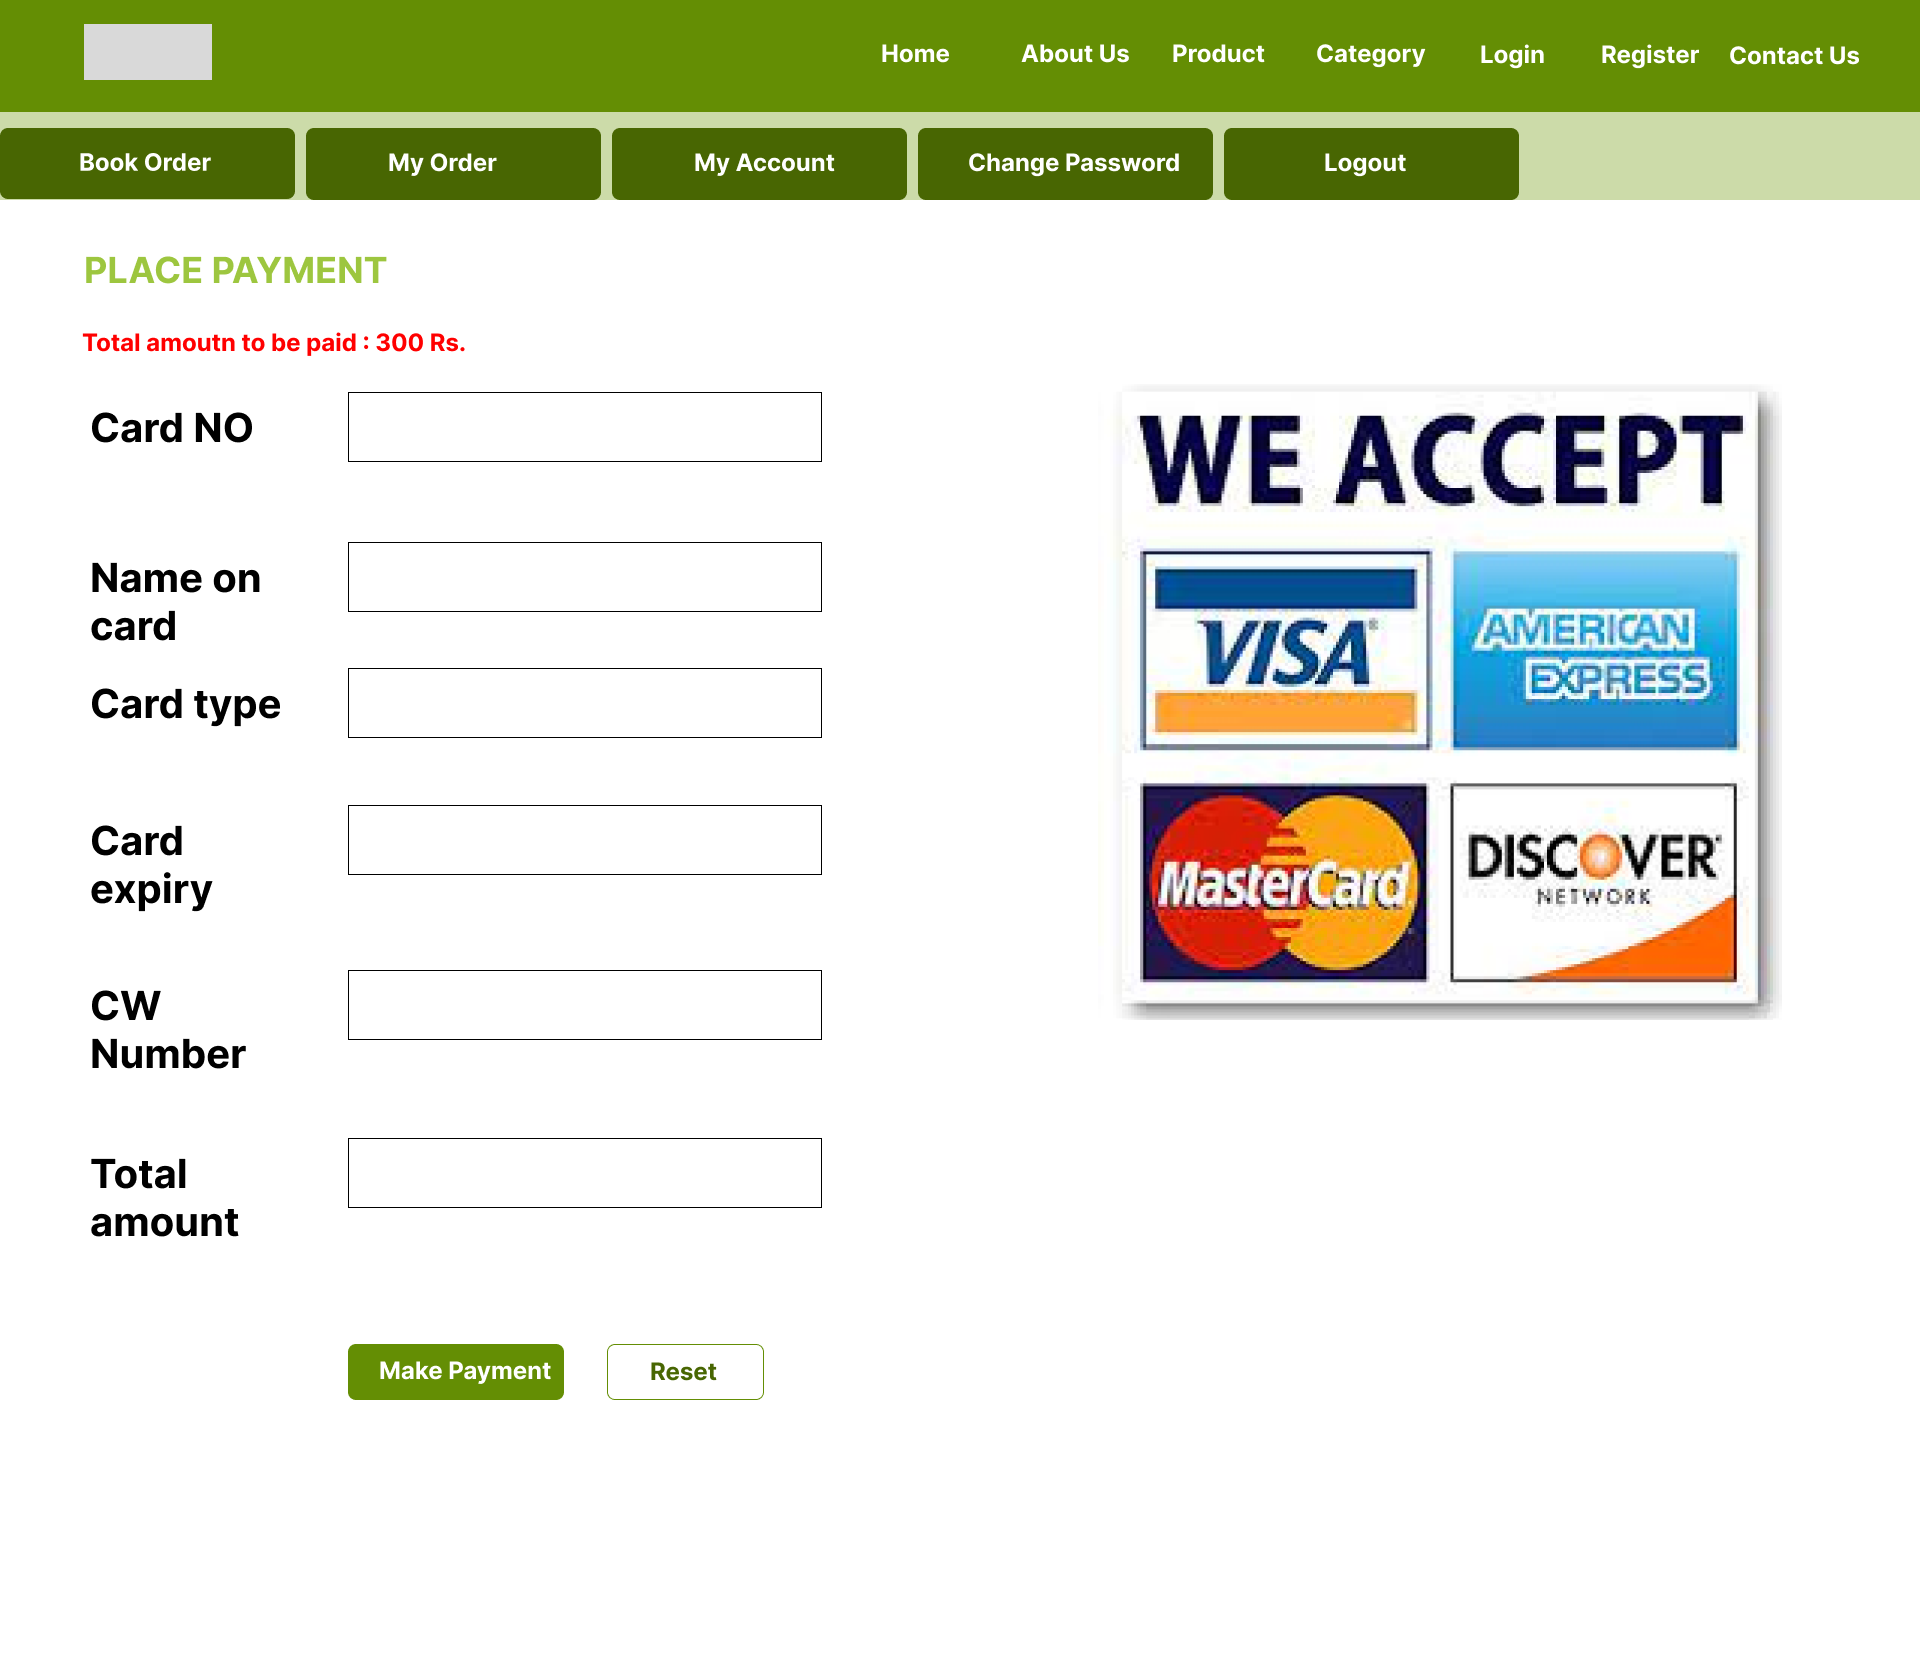 Home About Us Product Category Login Register Contact Us
Book Order My Order My Account Change Password Logout
PLACE PAYMENT
Total amoutn to be paid : 300 Rs.
Card NO
Name on
card
Card type
Card
expiry
CW
Number
Total
amount
Make Payment Reset
WE ACCEPT
VISA®
AMERICAN
EXPRESS
MasterCard
DISCOVER
NETWORK